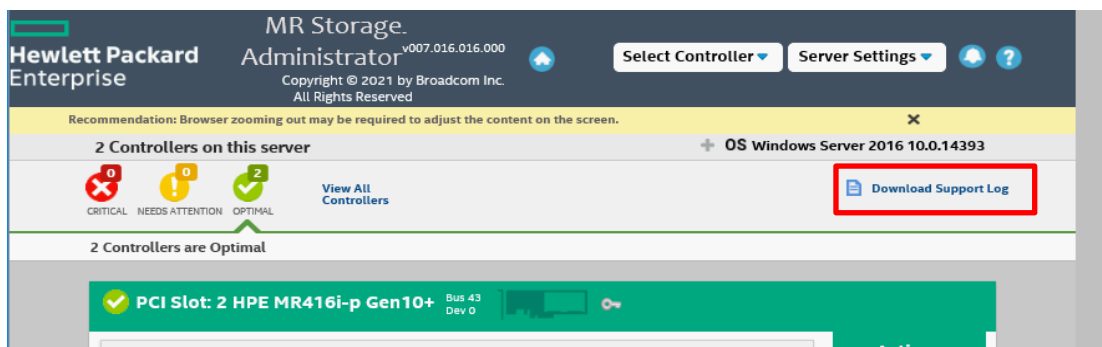 MR Storage.
Hewlett Packard
Enterprise
Administrator v007.016.016.000
Copyright © 2021 by Broadcom Inc.
All Rights Reserved
Select Controller
Server Settings
Recommendation: Browser zooming out may be required to adjust the content on the screen.
2 Controllers on this server
OS Windows Server 2016 10.0.14393
0
0
2
CRITICAL
NEEDS ATTENTION
OPTIMAL
View All
Controllers
Download Support Log
2 Controllers are Optimal
PCI Slot: 2 HPE MR416i-p Gen10+
Bus 43
Dev 0